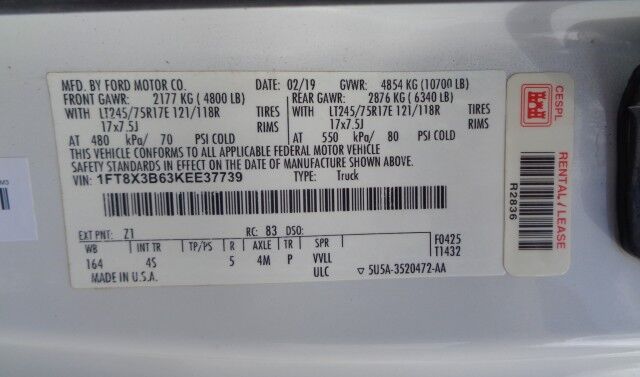 MFD. BY FORD MOTOR CO. DATE: 02/19 GVWR: 4854 KG (10700 LB)
FRONT GAWR: 2177 KG (4800 LB) REAR GAWR: 2876 KG (6340 LB)
WITH LT245/75R17E 121/118R TIRES WITH LT245/75R17E 121/118R TIRES
17x7.5J RIMS 17x7.5J RIMS
AT 480 kPa/ 70 PSI COLD AT 550 kPa/ 80 PSI COLD
THIS VEHICLE CONFORMS TO ALL APPLICABLE FEDERAL MOTOR VEHICLE
SAFETY STANDARDS IN EFFECT ON THE DATE OF MANUFACTURE SHOWN ABOVE.
VIN: 1FT8X3B63KEE37739 TYPE: Truck
EXT PNT: Z1 RC: 83 DSO: F0425
WB INT TR TP/PS R AXLE TR SPR T1432
164 4S 5 4M P VVLL
MADE IN U.S.A. ULC ▽ 5U5A-3520472-AA
CESPL
RENTAL / LEASE
R2836
M3